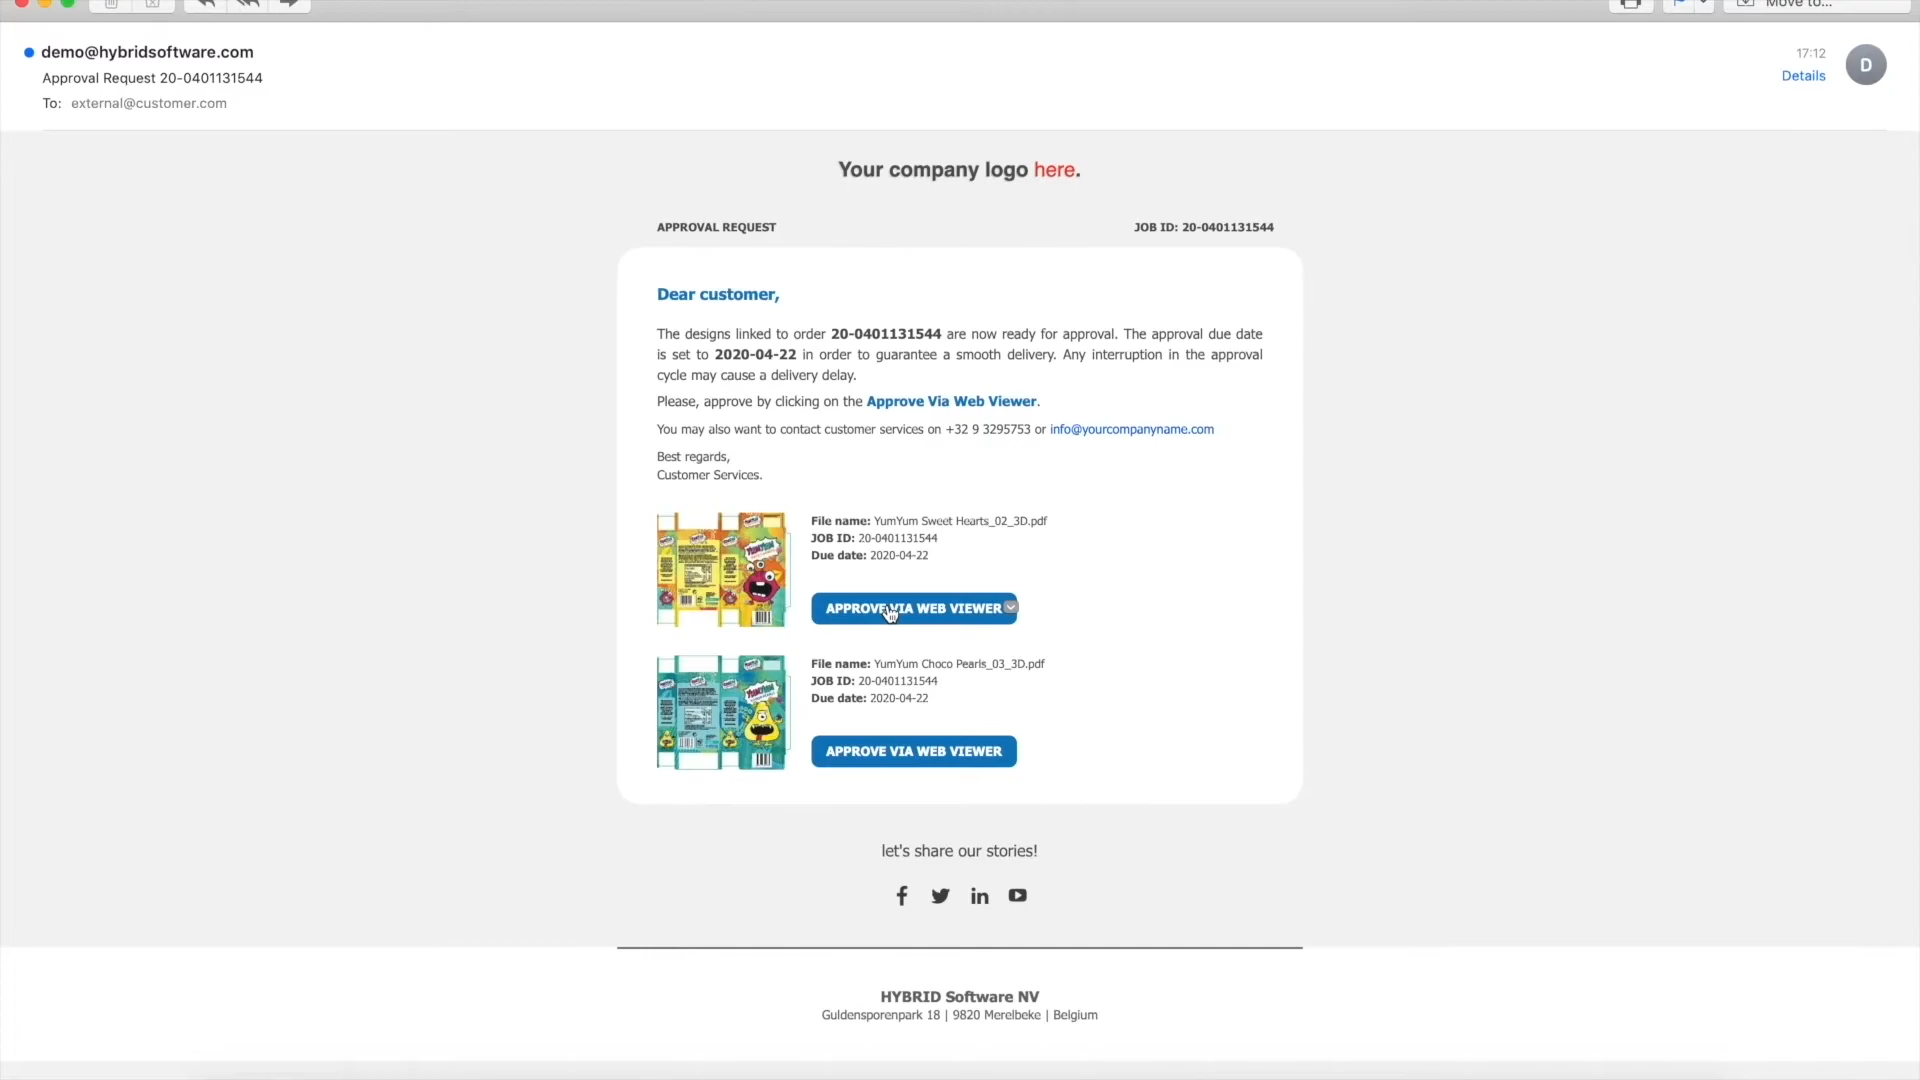 Move to...
demo@hybridsoftware.com
17:12
D
Approval Request 20-0401131544
Details
To: external@customer.com
Your company logo here.
APPROVAL REQUEST
JOB ID: 20-0401131544
Dear customer,
The designs linked to order 20-0401131544 are now ready for approval. The approval due date
is set to 2020-04-22 in order to guarantee a smooth delivery. Any interruption in the approval
cycle may cause a delivery delay.
Please, approve by clicking on the Approve Via Web Viewer.
You may also want to contact customer services on +32 9 3295753 or info@yourcompanyname.com
Best regards,
Customer Services.
YUMYUM
File name: YumYum Sweet Hearts_02_3D.pdf
JOB ID: 20-0401131544
Due date: 2020-04-22
APPROVE VIA WEB VIEWER
YUMYUM
File name: YumYum Choco Pearls_03_3D.pdf
JOB ID: 20-0401131544
Due date: 2020-04-22
APPROVE VIA WEB VIEWER
let's share our stories!
HYBRID Software NV
Guldensporenpark 18 | 9820 Merelbeke | Belgium